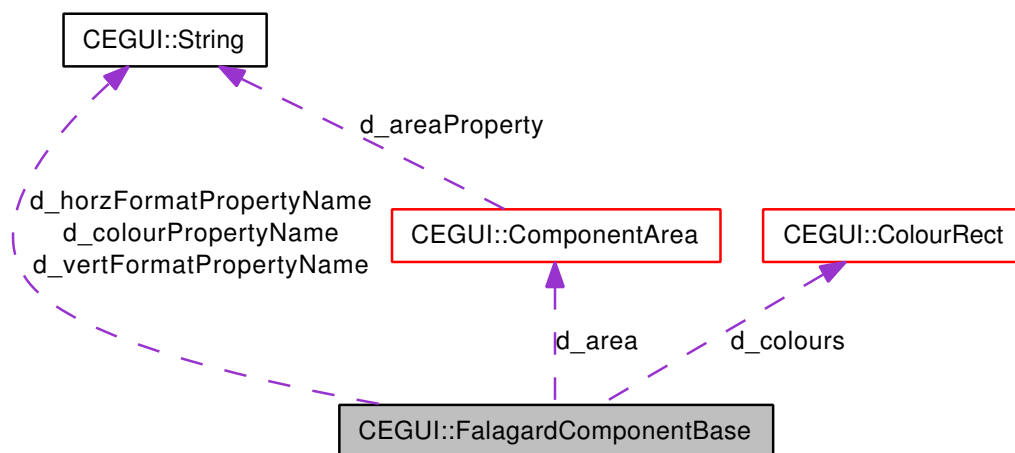 CEGUI::String
d_areaProperty
d_horzFormatPropertyName
d_colourPropertyName
d_vertFormatPropertyName
CEGUI::ComponentArea
CEGUI::ColourRect
d_area
d_colours
CEGUI::FalagardComponentBase